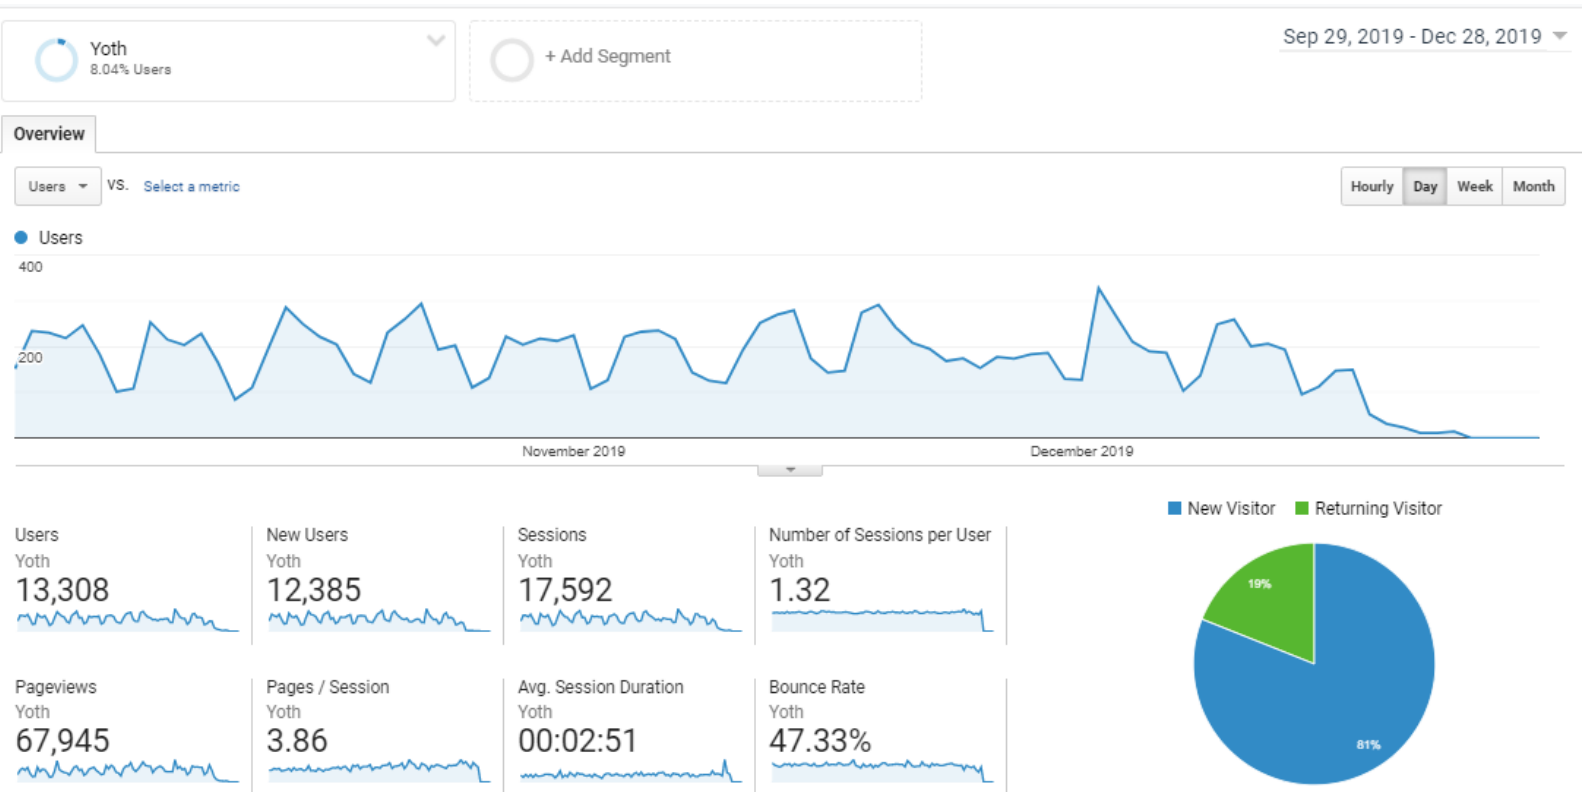 Yoth
8.04% Users
+ Add Segment
Sep 29, 2019 - Dec 28, 2019
Overview
Users VS. Select a metric
Hourly Day Week Month
Users
400
200
November 2019 December 2019
New Visitor Returning Visitor
Users New Users Sessions Number of Sessions per User
Yoth Yoth Yoth Yoth
13,308 12,385 17,592 1.32
19%
Pageviews Pages / Session Avg. Session Duration Bounce Rate
Yoth Yoth Yoth Yoth
67,945 3.86 00:02:51 47.33%
81%